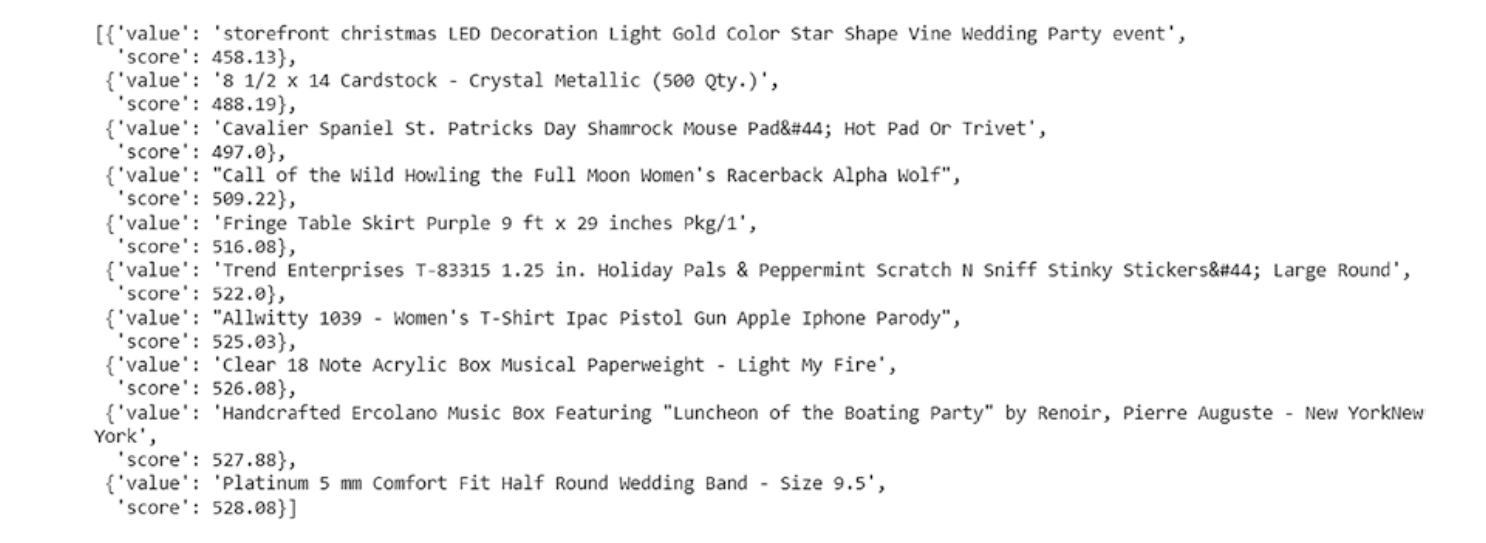 [{'value': 'storefront christmas LED Decoration Light Gold Color Star Shape Vine Wedding Party event',
'score': 458.13},
{'value': '8 1/2 x 14 Cardstock - Crystal Metallic (500 Qty.)',
'score': 488.19},
{'value': 'Cavalier Spaniel St. Patricks Day Shamrock Mouse Pad&#44; Hot Pad Or Trivet',
'score': 497.0},
{'value': "Call of the Wild Howling the Full Moon Women's Racerback Alpha Wolf",
'score': 509.22},
{'value': 'Fringe Table Skirt Purple 9 ft x 29 inches Pkg/1',
'score': 516.08},
{'value': 'Trend Enterprises T-83315 1.25 in. Holiday Pals & Peppermint Scratch N Sniff Stinky Stickers&#44; Large Round',
'score': 522.0},
{'value': "Allwitty 1039 - Women's T-Shirt Ipac Pistol Gun Apple Iphone Parody",
'score': 525.03},
{'value': 'Clear 18 Note Acrylic Box Musical Paperweight - Light My Fire',
'score': 526.08},
{'value': 'Handcrafted Ercolano Music Box Featuring "Luncheon of the Boating Party" by Renoir, Pierre Auguste - New YorkNew
York',
'score': 527.88},
{'value': 'Platinum 5 mm Comfort Fit Half Round Wedding Band - Size 9.5',
'score': 528.08}]